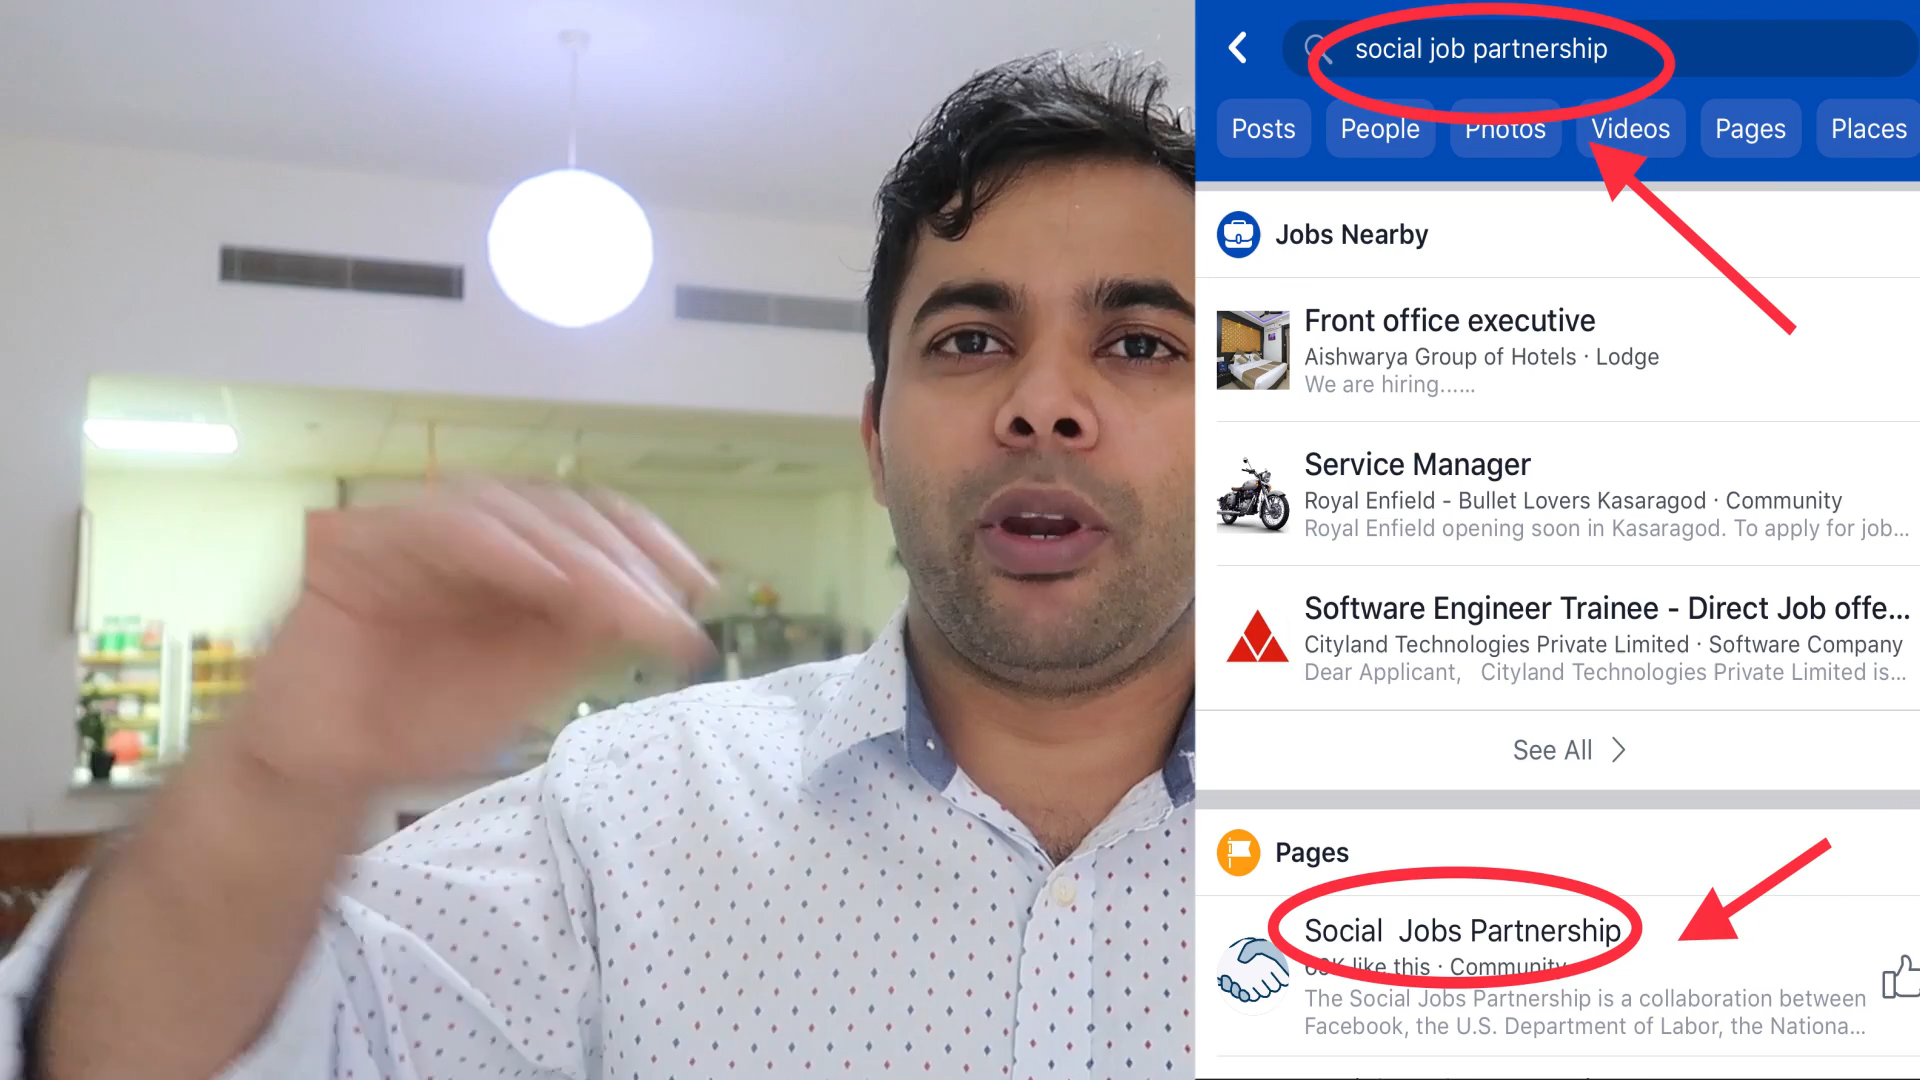 social job partnership
Posts People Photos Videos Pages Places
Jobs Nearby
Front office executive
Aishwarya Group of Hotels · Lodge
We are hiring......
Service Manager
Royal Enfield - Bullet Lovers Kasaragod · Community
Royal Enfield opening soon in Kasaragod. To apply for job...
Software Engineer Trainee - Direct Job offe...
Cityland Technologies Private Limited · Software Company
Dear Applicant, Cityland Technologies Private Limited is...
See All
Pages
Social Jobs Partnership
like this · Community
The Social Jobs Partnership is a collaboration between
Facebook, the U.S. Department of Labor, the Nationa...